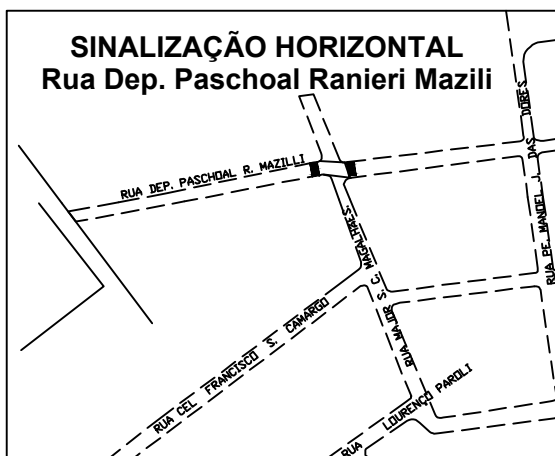 SINALIZAÇÃO HORIZONTAL
Rua Dep. Paschoal Ranieri Mazili
RUA DEP. PASCHOAL R. MAZILLI
RUA PE. MANOEL J. DAS DORES
RUA MAJOR S. C. MAGALHAES.
RUA CEL FRANCISCO S. CAMARGO
RUA LOURENÇO PAROLI